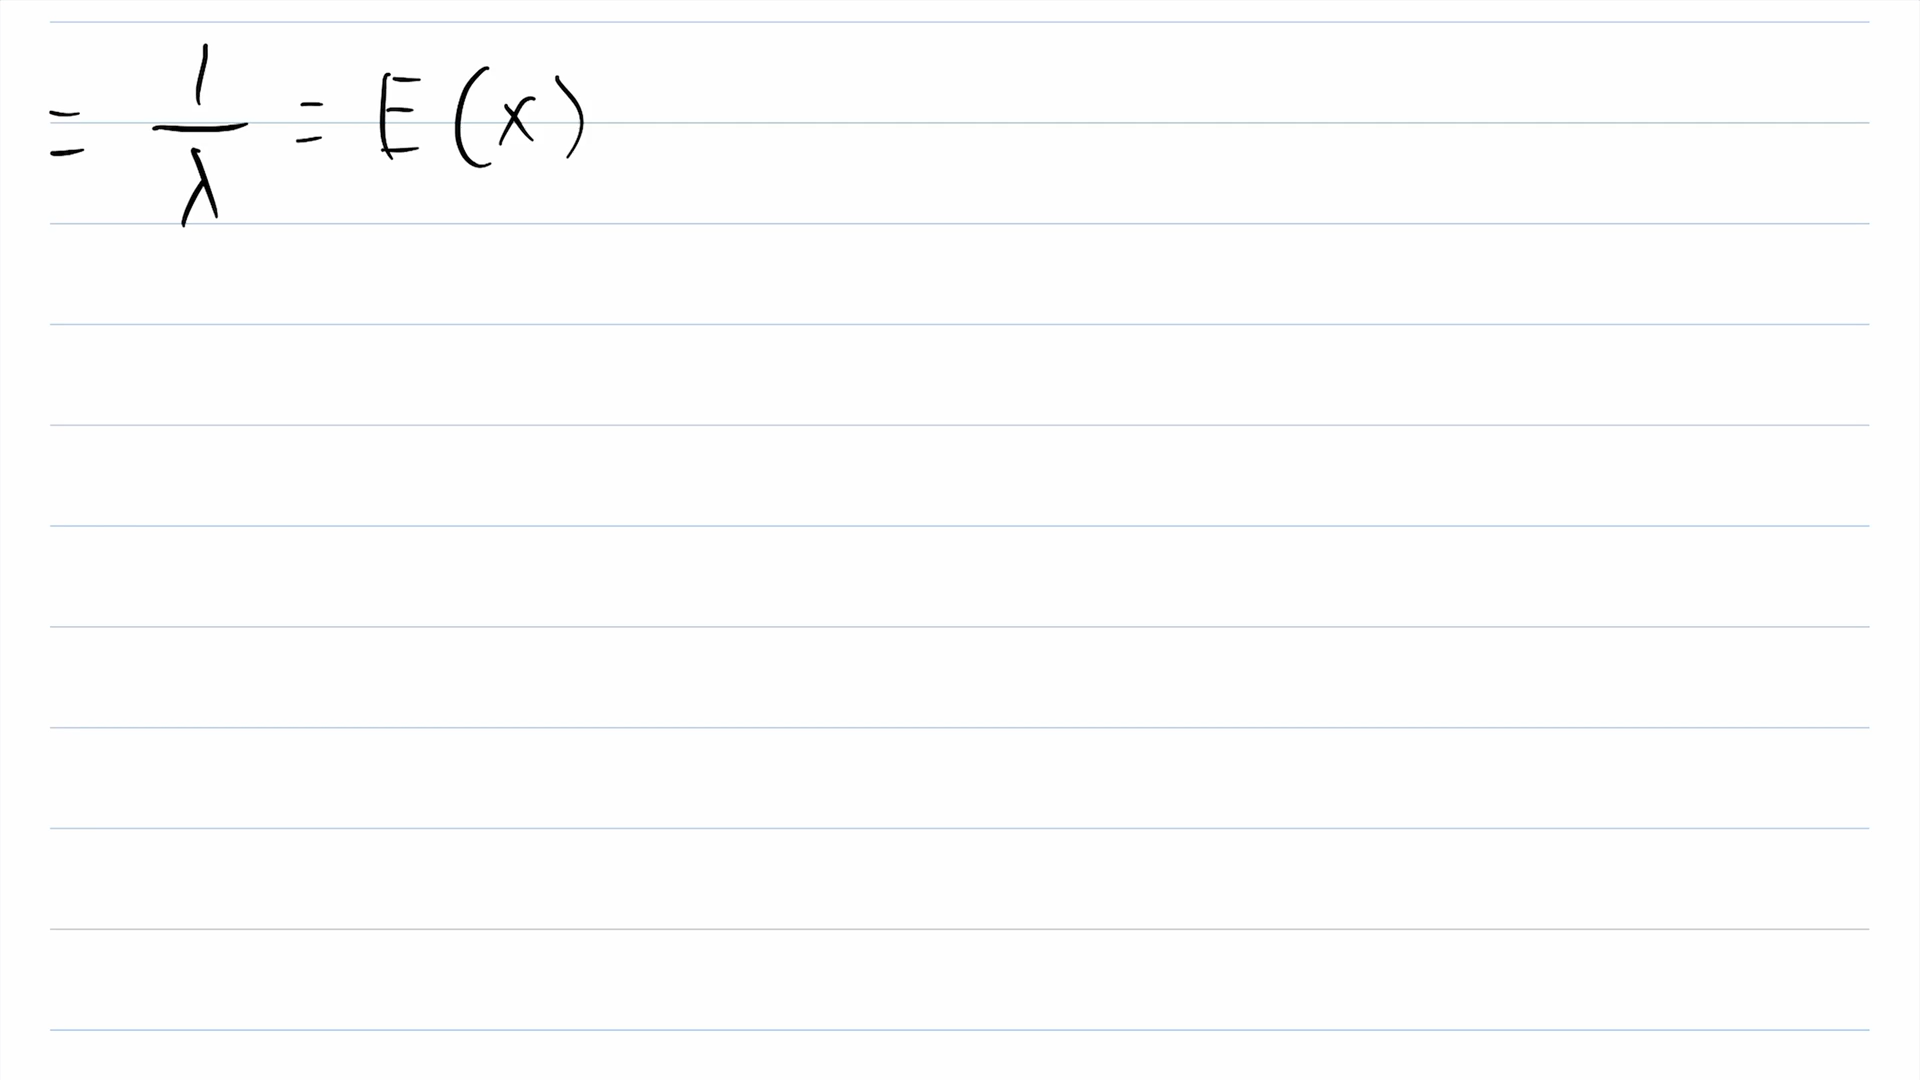 = 1/λ = E(x)